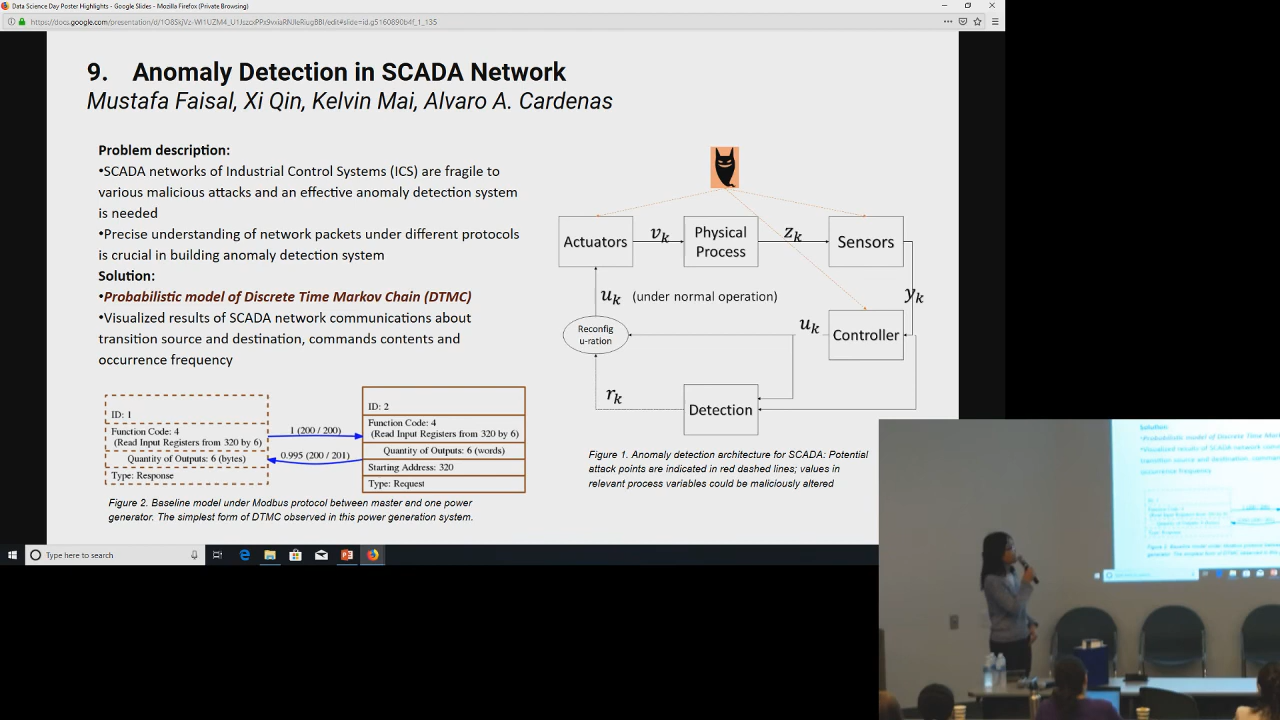 Data Science Day Poster Highlights - Google Slides - Mozilla Firefox (Private Browsing)
9. Anomaly Detection in SCADA Network
Mustafa Faisal, Xi Qin, Kelvin Mai, Alvaro A. Cardenas
Problem description:
•SCADA networks of Industrial Control Systems (ICS) are fragile to
various malicious attacks and an effective anomaly detection system
is needed
•Precise understanding of network packets under different protocols
is crucial in building anomaly detection system
Solution:
•Probabilistic model of Discrete Time Markov Chain (DTMC)
•Visualized results of SCADA network communications about
transition source and destination, commands contents and
occurrence frequency
ID: 1
Function Code: 4
(Read Input Registers from 320 by 6)
Quantity of Outputs: 6 (bytes)
Type: Response
1 (200 / 200)
0.995 (200 / 201)
ID: 2
Function Code: 4
(Read Input Registers from 320 by 6)
Quantity of Outputs: 6 (words)
Starting Address: 320
Type: Request
Figure 2. Baseline model under Modbus protocol between master and one power
generator. The simplest form of DTMC observed in this power generation system.
Actuators
vk
Physical
Process
zk
Sensors
uk (under normal operation)
yk
Reconfig
u-ration
uk
Controller
rk
Detection
Figure 1. Anomaly detection architecture for SCADA: Potential
attack points are indicated in red dashed lines; values in
relevant process variables could be maliciously altered
Type here to search